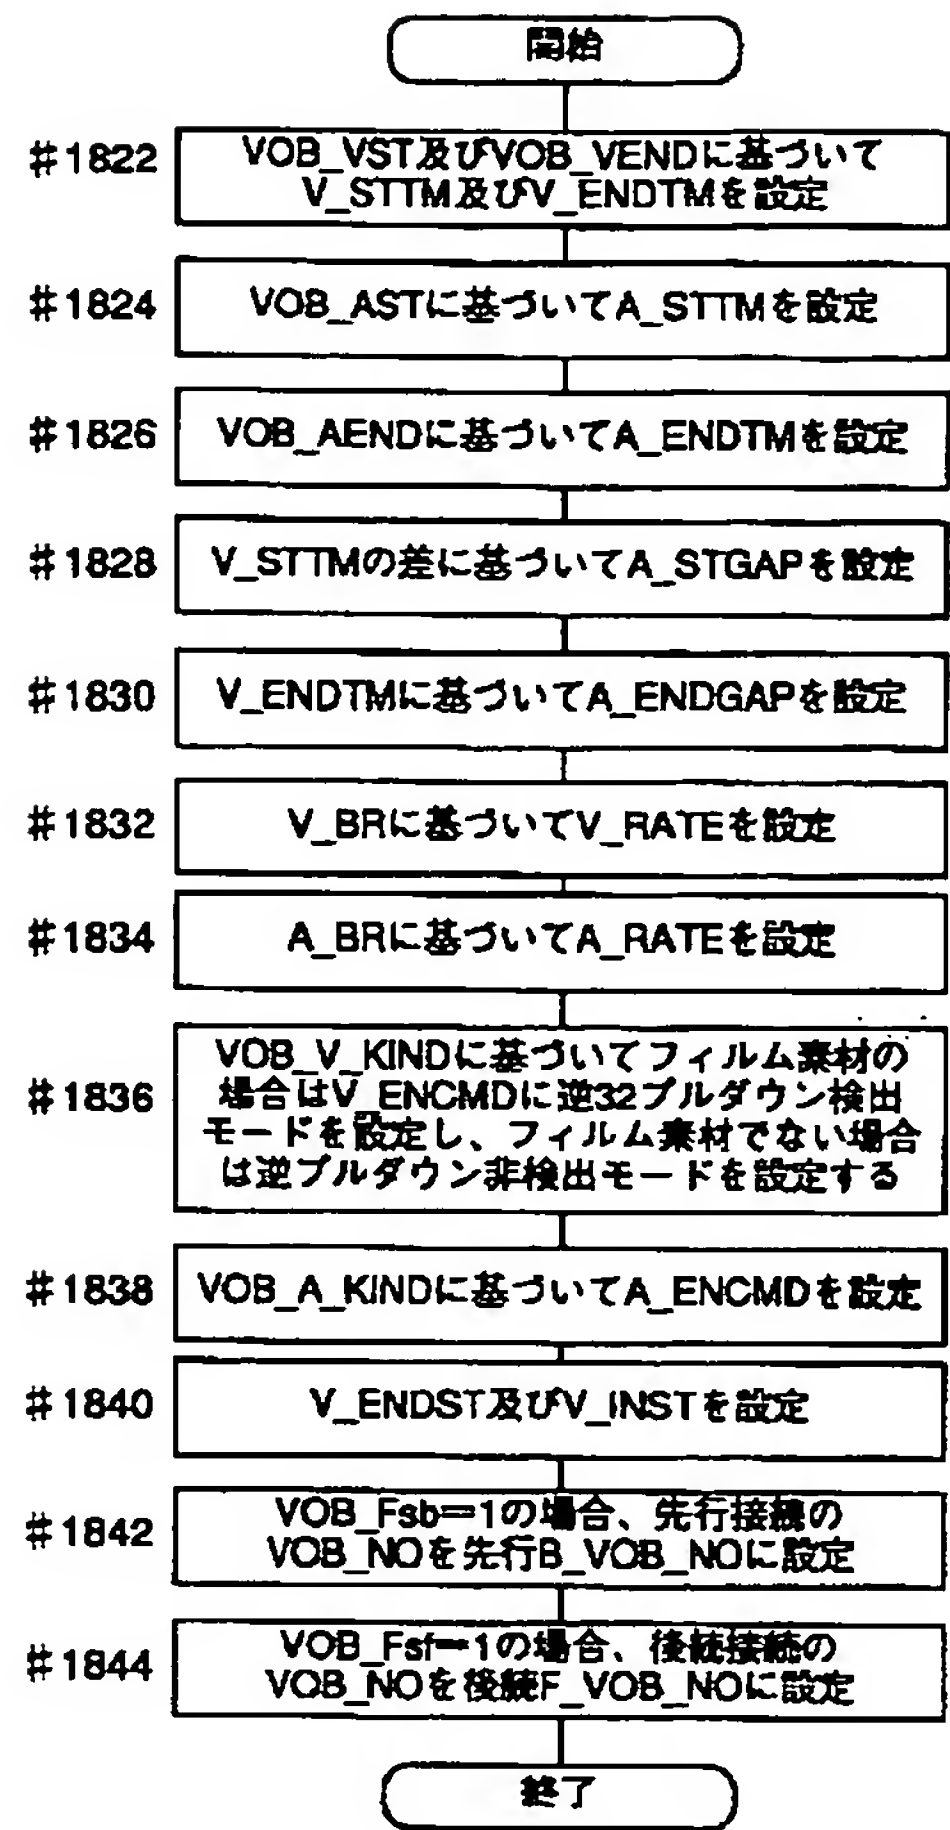 開始
#1822
VOB_VST及びVOB_VENDに基づいて
V_STTM及びV_ENDTMを設定
#1824
VOB_ASTに基づいてA_STTMを設定
#1826
VOB_AENDに基づいてA_ENDTMを設定
#1828
V_STTMの差に基づいてA_STGAPを設定
#1830
V_ENDTMに基づいてA_ENDGAPを設定
#1832
V_BRに基づいてV_RATEを設定
#1834
A_BRに基づいてA_RATEを設定
#1836
VOB_V_KINDに基づいてフィルム素材の
場合はV_ENCMDに逆32プルダウン検出
モードを設定し、フィルム素材でない場合
は逆プルダウン非検出モードを設定する
#1838
VOB_A_KINDに基づいてA_ENCMDを設定
#1840
V_ENDST及びV_INSTを設定
#1842
VOB_Fsb=1の場合、先行接続の
VOB_NOを先行B_VOB_NOに設定
#1844
VOB_Fsf=1の場合、後続接続の
VOB_NOを後続F_VOB_NOに設定
終了